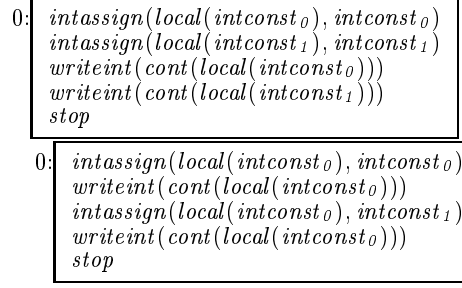 0: intassign(local(intconst₀), intconst₀)
intassign(local(intconst₁), intconst₁)
writeint(cont(local(intconst₀)))
writeint(cont(local(intconst₁)))
stop
0: intassign(local(intconst₀), intconst₀)
writeint(cont(local(intconst₀)))
intassign(local(intconst₀), intconst₁)
writeint(cont(local(intconst₀)))
stop